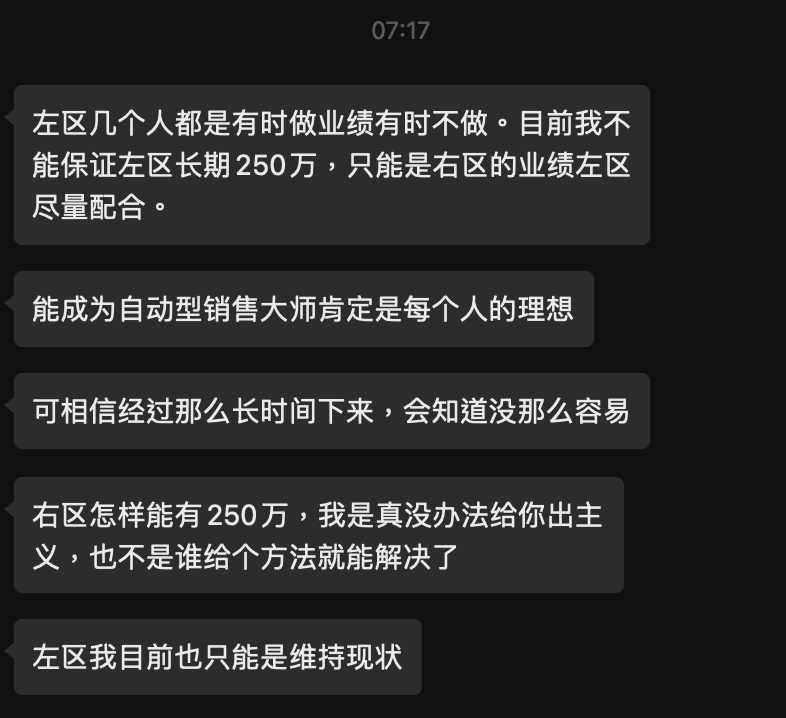 07:17
左区几个人都是有时做业绩有时不做。目前我不
能保证左区长期250万，只能是右区的业绩左区
尽量配合。
能成为自动型销售大师肯定是每个人的理想
可相信经过那么长时间下来，会知道没那么容易
右区怎样能有250万，我是真没办法给你出主
义，也不是谁给个方法就能解决了
左区我目前也只能是维持现状